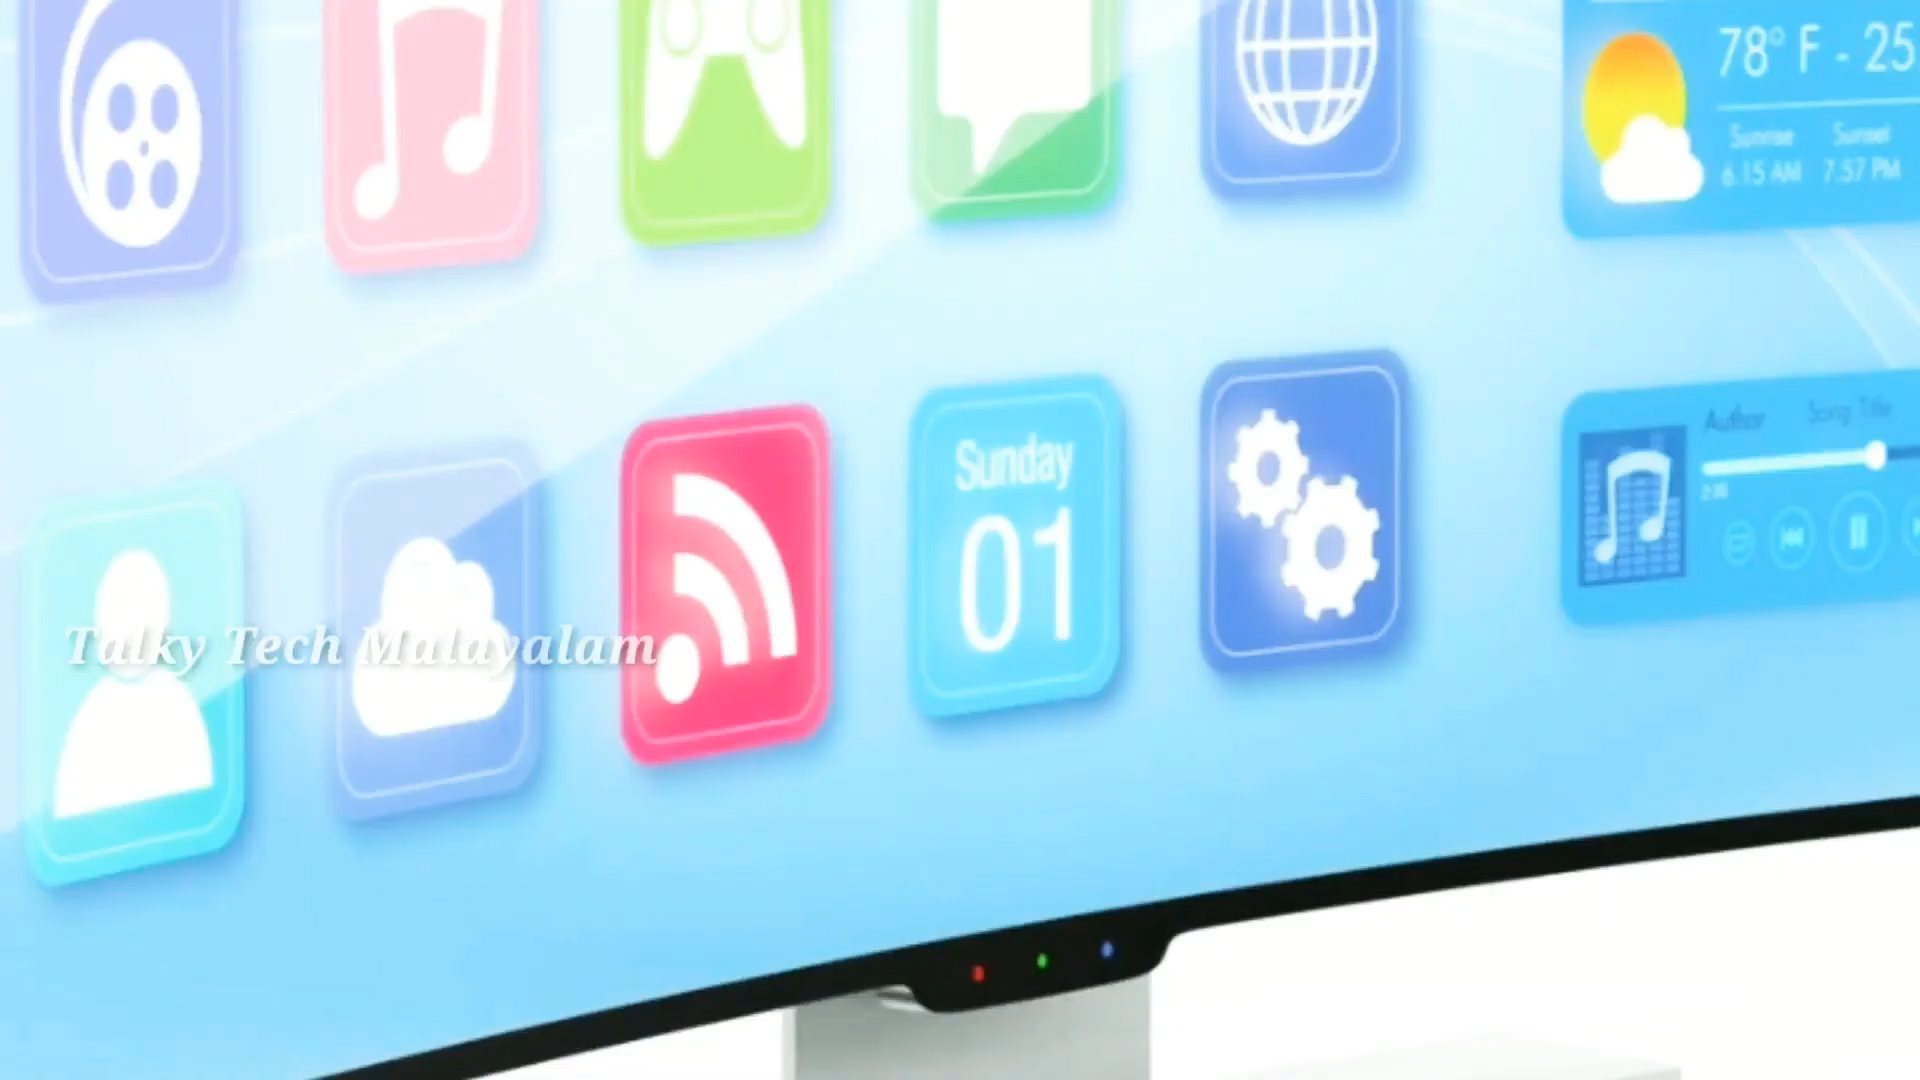 78° F - 25
Sunrise Sunset
6.15 AM 7.57 PM
Sunday
01
Author Song Title
Talky Tech Malayalam